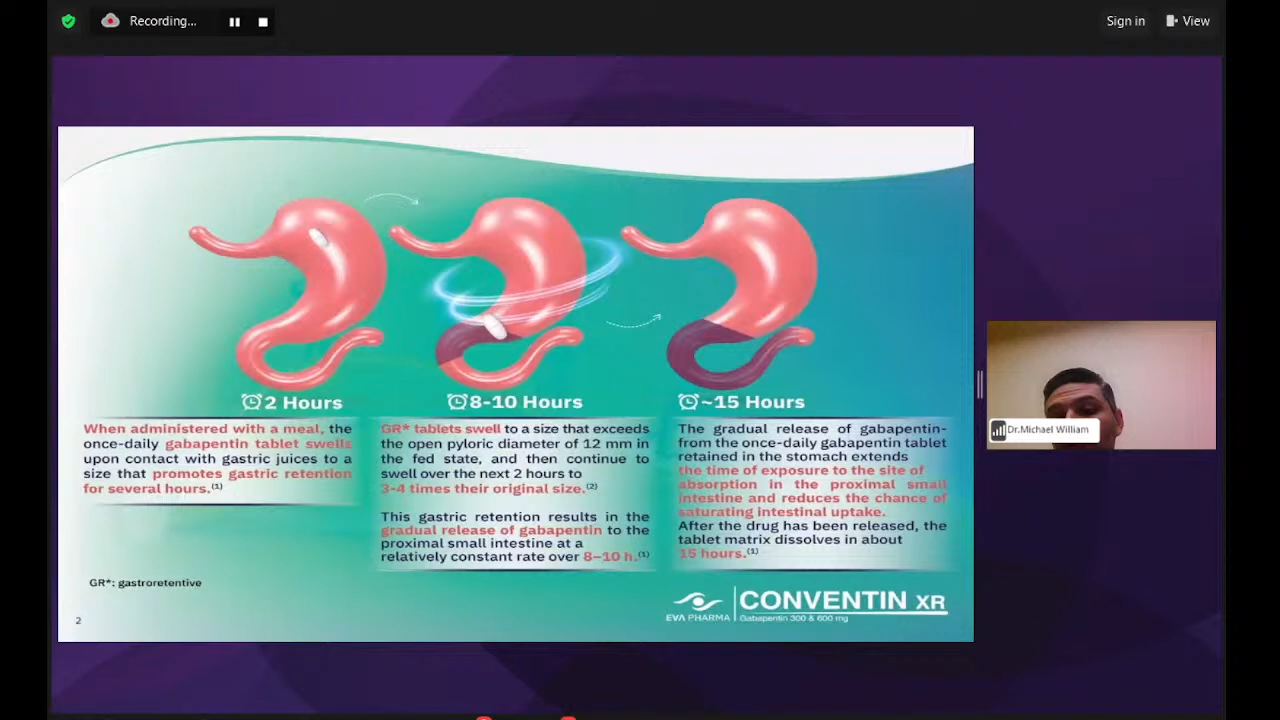 Recording...
Sign in
View
2 Hours
8-10 Hours
~15 Hours
When administered with a meal, the
once-daily gabapentin tablet swells
upon contact with gastric juices to a
size that promotes gastric retention
for several hours.(1)
GR* tablets swell to a size that exceeds
the open pyloric diameter of 12 mm in
the fed state, and then continue to
swell over the next 2 hours to
3-4 times their original size.(2)
This gastric retention results in the
gradual release of gabapentin to the
proximal small intestine at a
relatively constant rate over 8–10 h.(1)
The gradual release of gabapentin-
from the once-daily gabapentin tablet
retained in the stomach extends
the time of exposure to the site of
absorption in the proximal small
intestine and reduces the chance of
saturating intestinal uptake.
After the drug has been released, the
tablet matrix dissolves in about
15 hours.(1)
GR*: gastroretentive
2
EVA PHARMA
CONVENTIN XR
Gabapentin 300 & 600 mg
Dr.Michael William